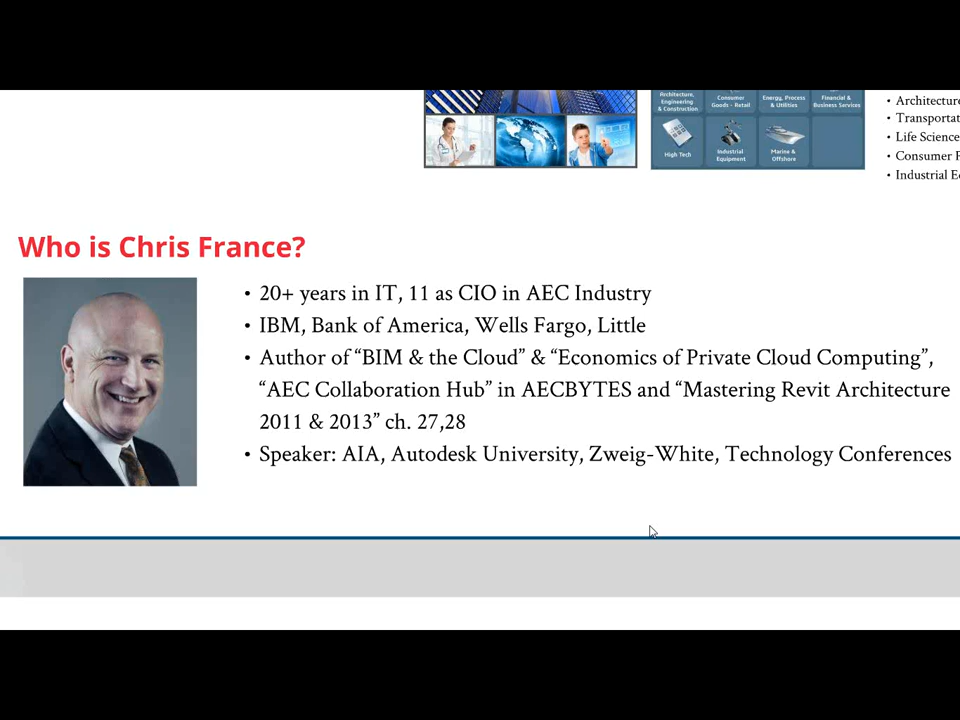 Architecture,
Engineering
& Construction
Consumer
Goods - Retail
Energy, Process
& Utilities
Financial &
Business Services
High Tech
Industrial
Equipment
Marine &
Offshore
• Architecture
• Transportat
• Life Science
• Consumer P
• Industrial E
Who is Chris France?
• 20+ years in IT, 11 as CIO in AEC Industry
• IBM, Bank of America, Wells Fargo, Little
• Author of “BIM & the Cloud” & “Economics of Private Cloud Computing”,
“AEC Collaboration Hub” in AECBYTES and “Mastering Revit Architecture
2011 & 2013” ch. 27,28
• Speaker: AIA, Autodesk University, Zweig-White, Technology Conferences